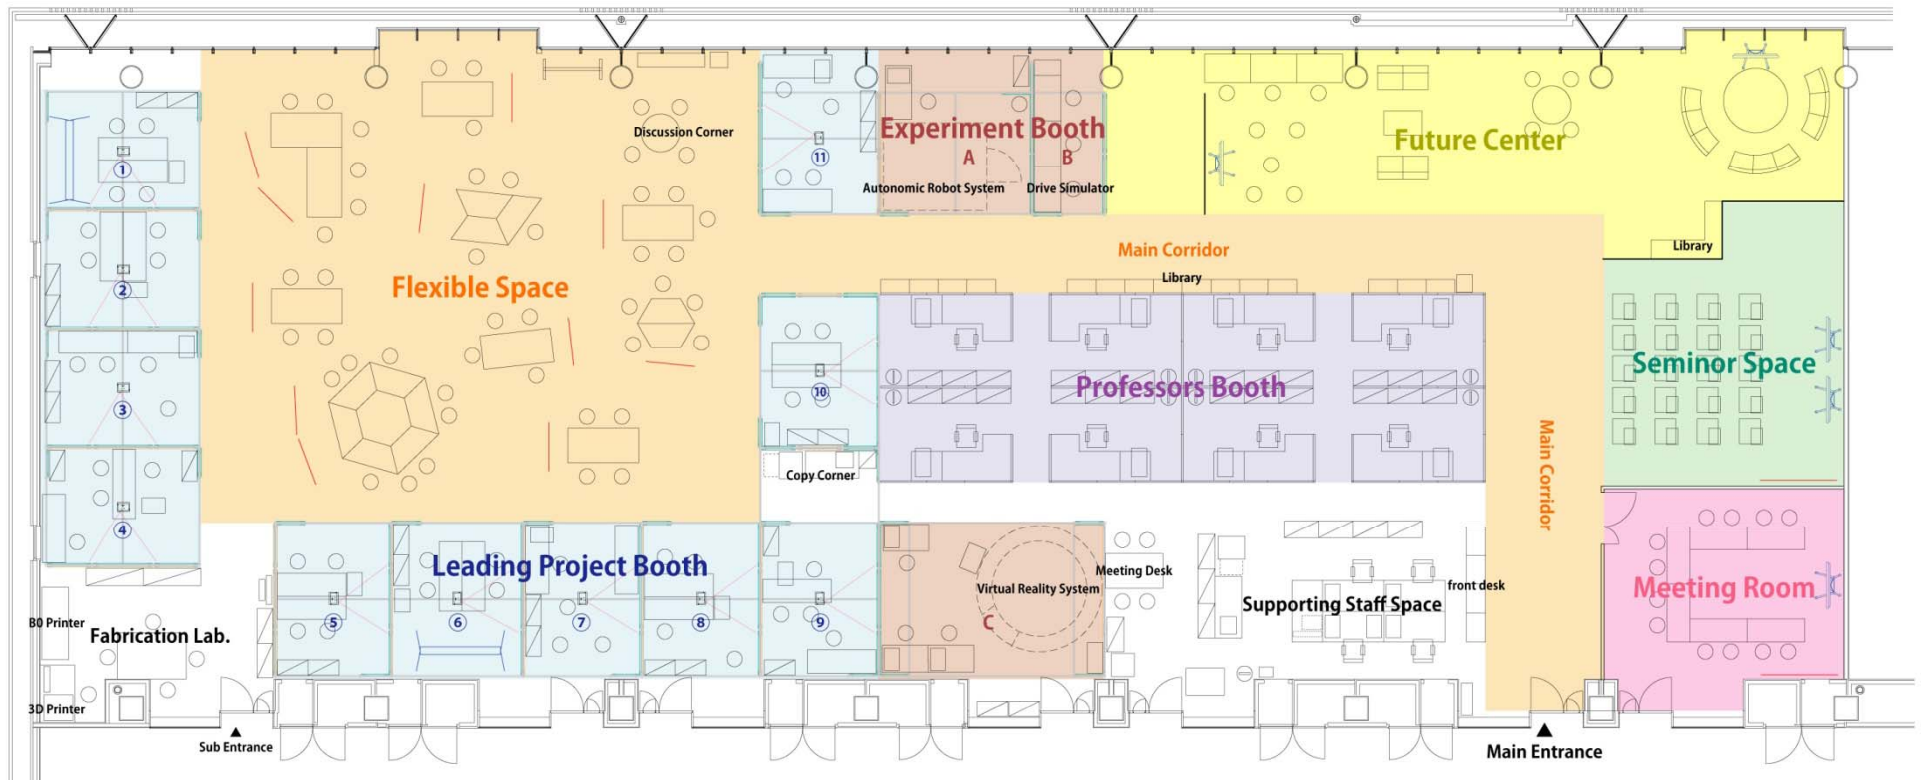 Discussion Corner
Experiment Booth
A
B
Autonomic Robot System
Drive Simulator
Future Center
①
②
③
④
⑪
Flexible Space
Main Corridor
Library
Library
Professors Booth
⑩
Copy Corner
Main Corridor
Seminor Space
Meeting Room
Leading Project Booth
⑤
⑥
⑦
⑧
⑨
Virtual Reality System
C
Meeting Desk
Supporting Staff Space
front desk
B0 Printer
Fabrication Lab.
3D Printer
Sub Entrance
Main Entrance